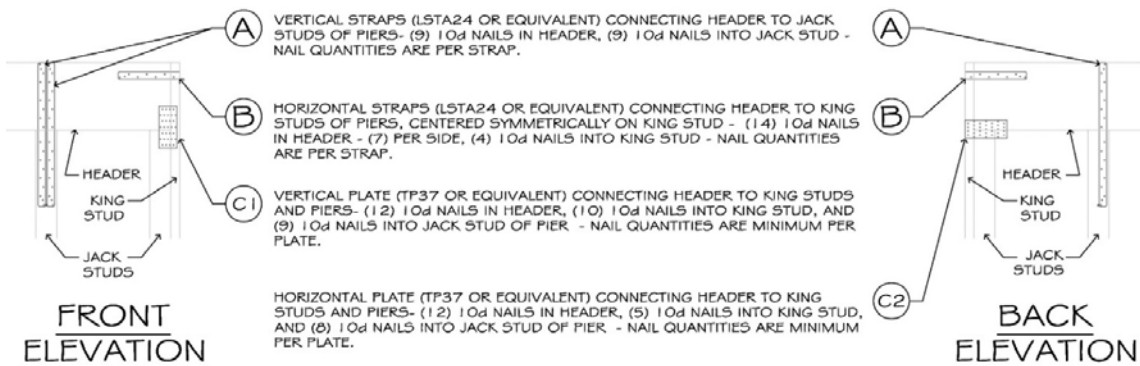 A
VERTICAL STRAPS (LSTA24 OR EQUIVALENT) CONNECTING HEADER TO JACK
STUDS OF PIERS- (9) 10d NAILS IN HEADER, (9) 10d NAILS INTO JACK STUD -
NAIL QUANTITIES ARE PER STRAP.
A
B
HORIZONTAL STRAPS (LSTA24 OR EQUIVALENT) CONNECTING HEADER TO KING
STUDS OF PIERS, CENTERED SYMMETRICALLY ON KING STUD - (14) 10d NAILS
IN HEADER - (7) PER SIDE, (4) 10d NAILS INTO KING STUD - NAIL QUANTITIES
ARE PER STRAP.
B
C1
VERTICAL PLATE (TP37 OR EQUIVALENT) CONNECTING HEADER TO KING STUDS
AND PIERS- (12) 10d NAILS IN HEADER, (10) 10d NAILS INTO KING STUD, AND
(9) 10d NAILS INTO JACK STUD OF PIER - NAIL QUANTITIES ARE MINIMUM PER
PLATE.
HORIZONTAL PLATE (TP37 OR EQUIVALENT) CONNECTING HEADER TO KING
STUDS AND PIERS- (12) 10d NAILS IN HEADER, (5) 10d NAILS INTO KING STUD,
AND (8) 10d NAILS INTO JACK STUD OF PIER - NAIL QUANTITIES ARE MINIMUM
PER PLATE.
C2
HEADER
KING
STUD
JACK
STUDS
FRONT
ELEVATION
HEADER
KING
STUD
JACK
STUDS
BACK
ELEVATION